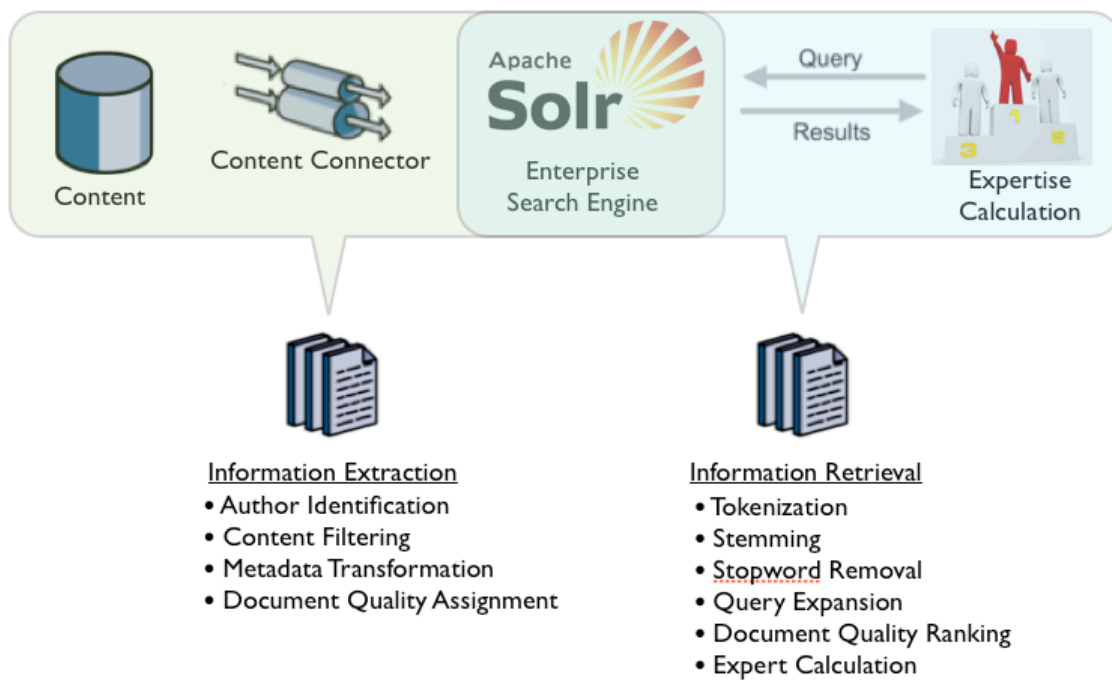 Content
Content Connector
Apache
Solr
Enterprise
Search Engine
Query
Results
3
1
2
Expertise
Calculation
Information Extraction
• Author Identification
• Content Filtering
• Metadata Transformation
• Document Quality Assignment
Information Retrieval
• Tokenization
• Stemming
• Stopword Removal
• Query Expansion
• Document Quality Ranking
• Expert Calculation